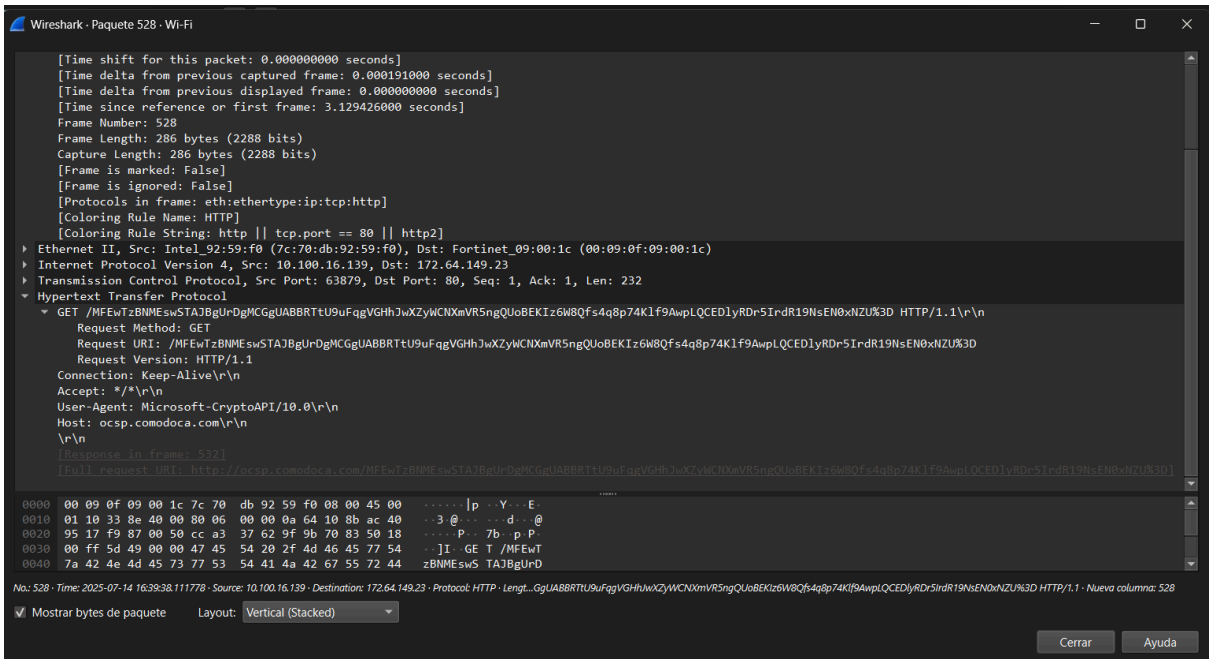 Wireshark · Paquete 528 · Wi-Fi
[Time shift for this packet: 0.000000000 seconds]
[Time delta from previous captured frame: 0.000191000 seconds]
[Time delta from previous displayed frame: 0.000000000 seconds]
[Time since reference or first frame: 3.129426000 seconds]
Frame Number: 528
Frame Length: 286 bytes (2288 bits)
Capture Length: 286 bytes (2288 bits)
[Frame is marked: False]
[Frame is ignored: False]
[Protocols in frame: eth:ethertype:ip:tcp:http]
[Coloring Rule Name: HTTP]
[Coloring Rule String: http || tcp.port == 80 || http2]
Ethernet II, Src: Intel_92:59:f0 (7c:70:db:92:59:f0), Dst: Fortinet_09:00:1c (00:09:0f:09:00:1c)
Internet Protocol Version 4, Src: 10.100.16.139, Dst: 172.64.149.23
Transmission Control Protocol, Src Port: 63879, Dst Port: 80, Seq: 1, Ack: 1, Len: 232
Hypertext Transfer Protocol
GET /MFEwTzBNMEswSTAJBgUrDgMCGgUABBRTtU9uFqgVGHhJwXZyWCNXmVR5ngQUoBEKIz6W8Qfs4q8p74Klf9AwpLQCEDlyRDr5IrdR19NsEN0xNZU%3D HTTP/1.1\r\n
Request Method: GET
Request URI: /MFEwTzBNMEswSTAJBgUrDgMCGgUABBRTtU9uFqgVGHhJwXZyWCNXmVR5ngQUoBEKIz6W8Qfs4q8p74Klf9AwpLQCEDlyRDr5IrdR19NsEN0xNZU%3D
Request Version: HTTP/1.1
Connection: Keep-Alive\r\n
Accept: */*\r\n
User-Agent: Microsoft-CryptoAPI/10.0\r\n
Host: ocsp.comodoca.com\r\n
\r\n
[Response in frame: 532]
[Full request URI: http://ocsp.comodoca.com/MFEwTzBNMEswSTAJBgUrDgMCGgUABBRTtU9uFqgVGHhJwXZyWCNXmVR5ngQUoBEKIz6W8Qfs4q8p74Klf9AwpLQCEDlyRDr5IrdR19NsEN0xNZU%3D]
0000 00 09 0f 09 00 1c 7c 70 db 92 59 f0 08 00 45 00 ······|p ··Y···E·
0010 01 10 33 8e 40 00 80 06 00 00 0a 64 10 8b ac 40 ··3·@··· ···d···@
0020 95 17 f9 87 00 50 cc a3 37 62 9f 9b 70 83 50 18 ·····P·· 7b··p·P·
0030 00 ff 5d 49 00 00 47 45 54 20 2f 4d 46 45 77 54 ··]I··GE T /MFEwT
0040 7a 42 4e 4d 45 73 77 53 54 41 4a 42 67 55 72 44 zBNMEswS TAJBgUrD
No.: 528 · Time: 2025-07-14 16:39:38.111778 · Source: 10.100.16.139 · Destination: 172.64.149.23 · Protocol: HTTP · Lengt...GgUABBRTtU9uFqgVGHhJwXZyWCNXmVR5ngQUoBEKIz6W8Qfs4q8p74Klf9AwpLQCEDlyRDr5IrdR19NsEN0xNZU%3D HTTP/1.1 · Nueva columna: 528
Mostrar bytes de paquete Layout: Vertical (Stacked)
Cerrar Ayuda